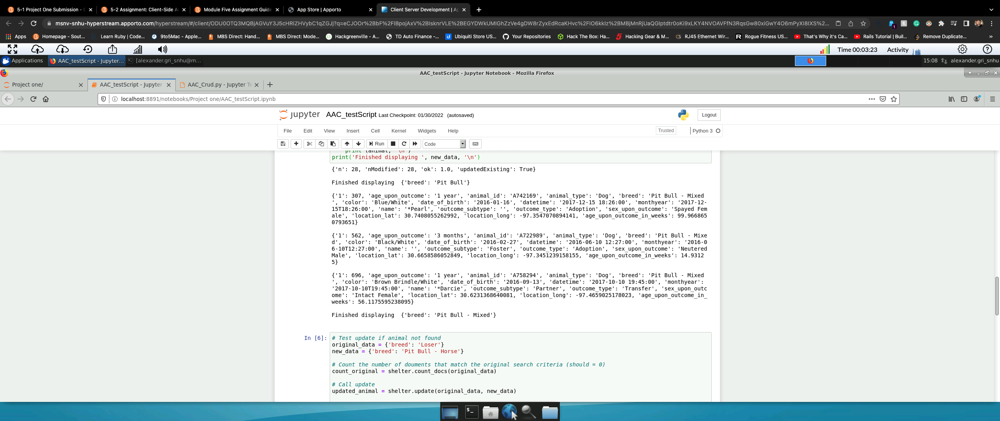 5-1 Project One Submission - C
5-2 Assignment: Client-Side A
Module Five Assignment Guide
App Store | Apporto
Client Server Development | Ap
msnv-snhu-hyperstream.apporto.com/hyperstream/#/client/
Apps
Homepage - Sout...
Learn Ruby | Code...
9to5Mac - Apple...
MBS Direct: Hand...
MBS Direct: Mode...
Hackgreenville - A...
TD Auto Finance -...
Ubiquiti Store US...
Your Repositories
Hack The Box: Ha...
Hacking Gear & M...
CS RJ45 Ethernet Wir...
Rogue Fitness US...
That's Why it's Ca...
Rails Tutorial | Buil...
Remove Duplicate...
Time 00:03:23
Activity
Applications
AAC_testScript - Jupyter...
[alexander.gri_snhu@m...
15:08
alexander.gri_snhu
AAC_testScript - Jupyter Notebook - Mozilla Firefox
Project one/
AAC_testScript - Jupyter
AAC_Crud.py - Jupyter Te
localhost:8891/notebooks/Project one/AAC_testScript.ipynb
jupyter AAC_testScript Last Checkpoint: 01/30/2022 (autosaved)
Logout
File Edit View Insert Cell Kernel Widgets Help
Trusted
Python 3
Run
Code
print (animal, '\n')
print('Finished displaying ', new_data, '\n')
{'n': 28, 'nModified': 28, 'ok': 1.0, 'updatedExisting': True}
Finished displaying  {'breed': 'Pit Bull'}
{'1': 307, 'age_upon_outcome': '1 year', 'animal_id': 'A742169', 'animal_type': 'Dog', 'breed': 'Pit Bull - Mixed
', 'color': 'Blue/White', 'date_of_birth': '2016-01-16', 'datetime': '2017-12-15 18:26:00', 'monthyear': '2017-12-
15T18:26:00', 'name': '*Pearl', 'outcome_subtype': '', 'outcome_type': 'Adoption', 'sex_upon_outcome': 'Spayed Fem
ale', 'location_lat': 30.7408055262992, 'location_long': -97.3547070894141, 'age_upon_outcome_in_weeks': 99.966865
0793651}
{'1': 562, 'age_upon_outcome': '3 months', 'animal_id': 'A722989', 'animal_type': 'Dog', 'breed': 'Pit Bull - Mixe
d', 'color': 'Black/White', 'date_of_birth': '2016-02-27', 'datetime': '2016-06-10 12:27:00', 'monthyear': '2016-0
6-10T12:27:00', 'name': '', 'outcome_subtype': 'Foster', 'outcome_type': 'Adoption', 'sex_upon_outcome': 'Neutered
Male', 'location_lat': 30.6658586052849, 'location_long': -97.3451239158155, 'age_upon_outcome_in_weeks': 14.9312
5}
{'1': 696, 'age_upon_outcome': '1 year', 'animal_id': 'A758294', 'animal_type': 'Dog', 'breed': 'Pit Bull - Mixed
', 'color': 'Brown Brindle/White', 'date_of_birth': '2016-09-13', 'datetime': '2017-10-10 19:45:00', 'monthyear':
'2017-10-10T19:45:00', 'name': '*Darcie', 'outcome_subtype': 'Partner', 'outcome_type': 'Transfer', 'sex_upon_outc
ome': 'Intact Female', 'location_lat': 30.6231368640081, 'location_long': -97.4659025178023, 'age_upon_outcome_in_
weeks': 56.1175595238095}
Finished displaying  {'breed': 'Pit Bull - Mixed'}
In [6]:
# Test update if animal not found
original_data = {'breed': 'Loser'}
new_data = {'breed': 'Pit Bull - Horse'}
# Count the number of douments that match the original search criteria (should = 0)
count_original = shelter.count_docs(original_data)
# Call update
updated_animal = shelter.update(original_data, new_data)